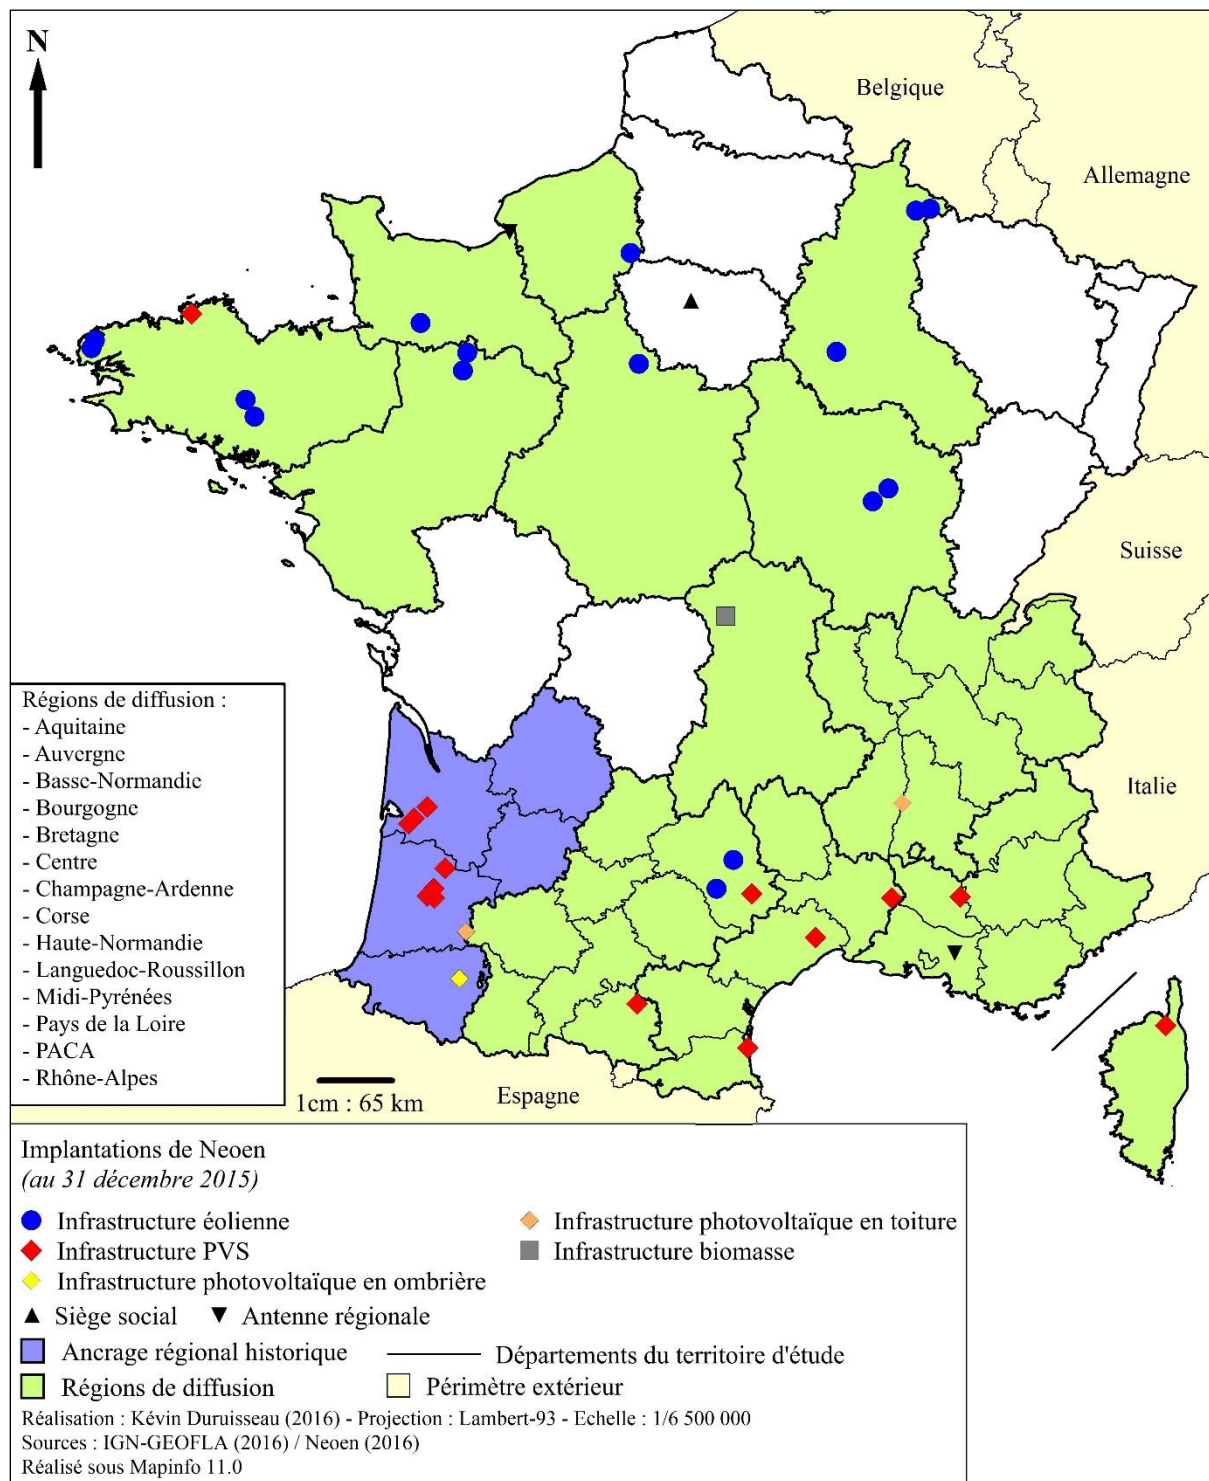 N
Belgique
Allemagne
Suisse
Italie
Espagne
Régions de diffusion :
- Aquitaine
- Auvergne
- Basse-Normandie
- Bourgogne
- Bretagne
- Centre
- Champagne-Ardenne
- Corse
- Haute-Normandie
- Languedoc-Roussillon
- Midi-Pyrénées
- Pays de la Loire
- PACA
- Rhône-Alpes
1cm : 65 km
Implantations de Neoen
(au 31 décembre 2015)
Infrastructure éolienne
Infrastructure photovoltaïque en toiture
Infrastructure PVS
Infrastructure biomasse
Infrastructure photovoltaïque en ombrière
Siège social
Antenne régionale
Ancrage régional historique
Départements du territoire d'étude
Régions de diffusion
Périmètre extérieur
Réalisation : Kévin Duruisseau (2016) - Projection : Lambert-93 - Echelle : 1/6 500 000
Sources : IGN-GEOFLA (2016) / Neoen (2016)
Réalisé sous Mapinfo 11.0